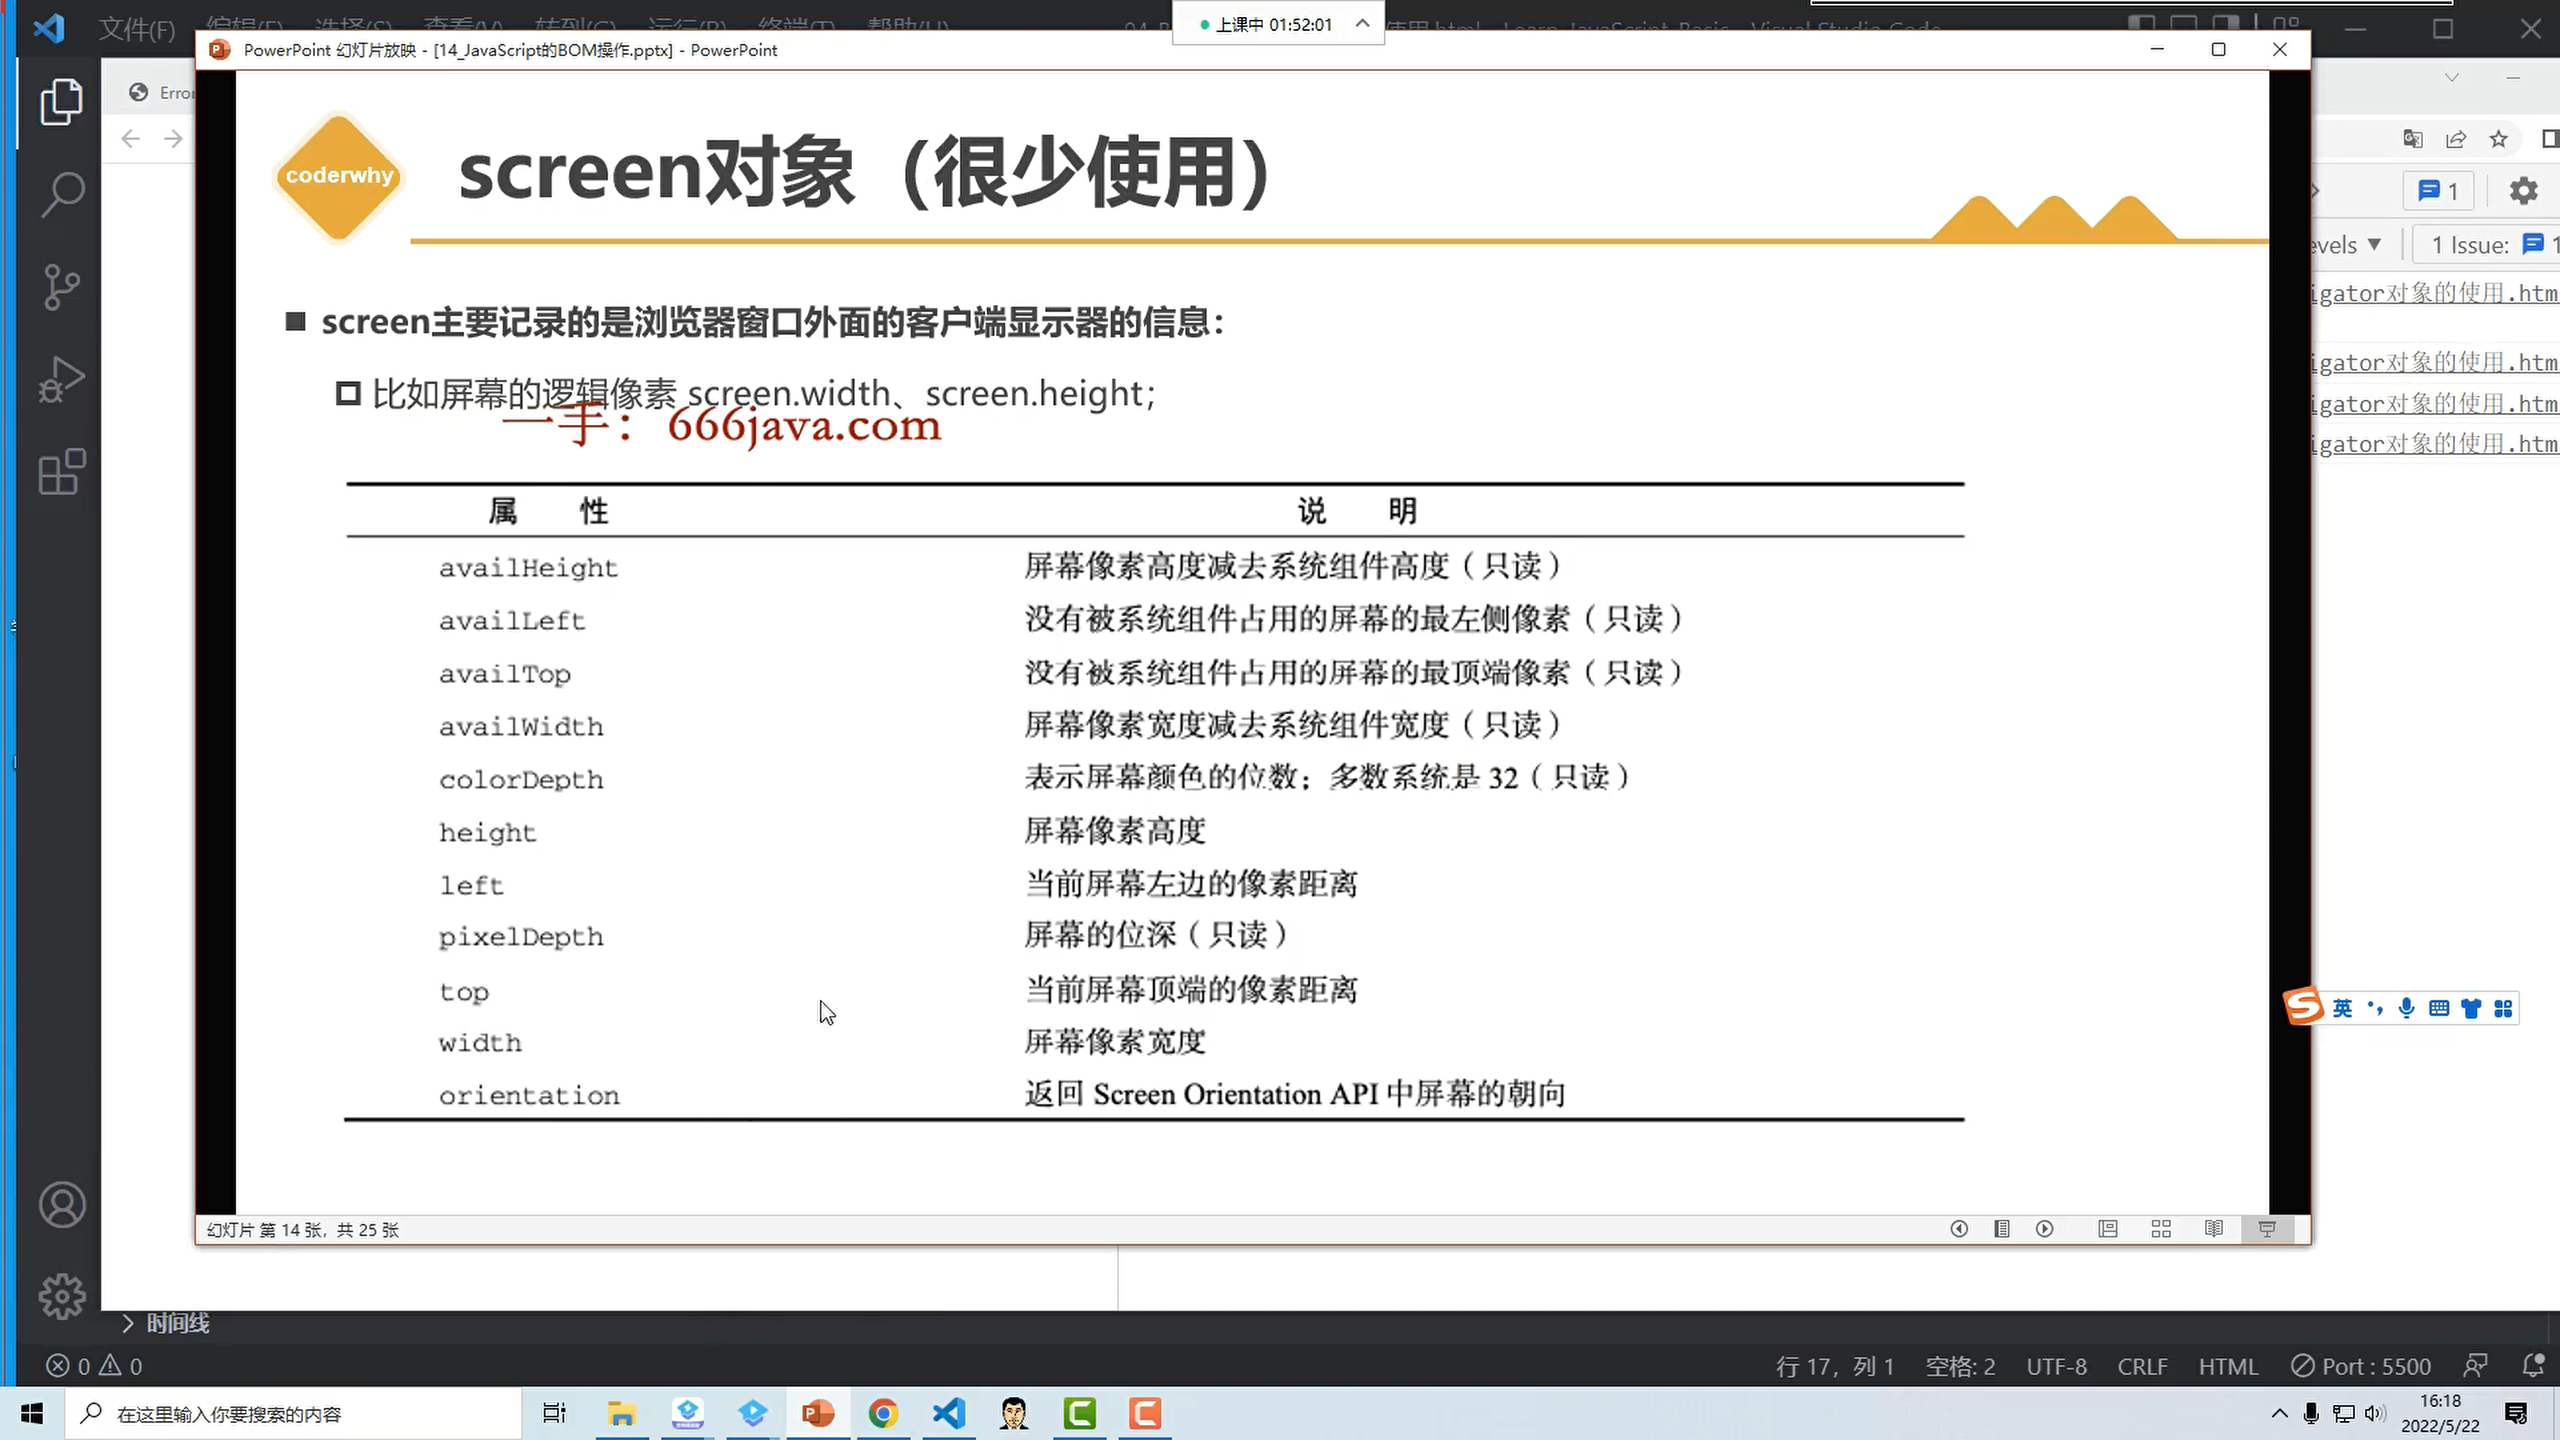 文件(F)
上课中 01:52:01
PowerPoint 幻灯片放映 - [14_JavaScript的BOM操作.pptx] - PowerPoint
Error
coderwhy
screen对象（很少使用）
1
evels
1 Issue:
1
screen主要记录的是浏览器窗口外面的客户端显示器的信息：
比如屏幕的逻辑像素 screen.width、screen.height；
一手： 666java.com
igator对象的使用.htm
igator对象的使用.htm
igator对象的使用.htm
igator对象的使用.htm
属 性 说 明
availHeight 屏幕像素高度减去系统组件高度（只读）
availLeft 没有被系统组件占用的屏幕的最左侧像素（只读）
availTop 没有被系统组件占用的屏幕的最顶端像素（只读）
availWidth 屏幕像素宽度减去系统组件宽度（只读）
colorDepth 表示屏幕颜色的位数；多数系统是 32（只读）
height 屏幕像素高度
left 当前屏幕左边的像素距离
pixelDepth 屏幕的位深（只读）
top 当前屏幕顶端的像素距离
width 屏幕像素宽度
orientation 返回 Screen Orientation API 中屏幕的朝向
英
幻灯片 第 14 张，共 25 张
时间线
0 0
行 17，列 1 空格: 2 UTF-8 CRLF HTML Port : 5500
在这里输入你要搜索的内容
16:18
2022/5/22